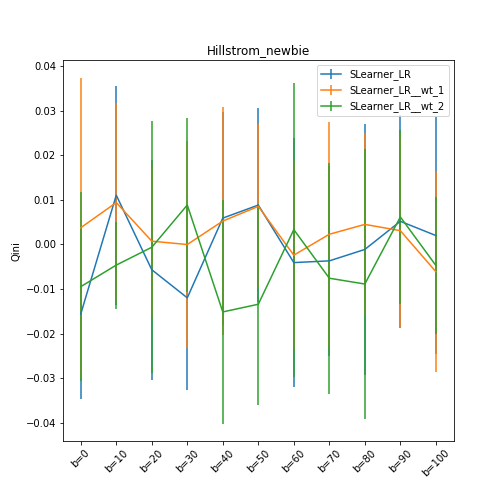 Hillstrom_newbie
SLearner_LR
SLearner_LR__wt_1
SLearner_LR__wt_2
Qini
0.04
0.03
0.02
0.01
0.00
−0.01
−0.02
−0.03
−0.04
b=0
b=10
b=20
b=30
b=40
b=50
b=60
b=70
b=80
b=90
b=100